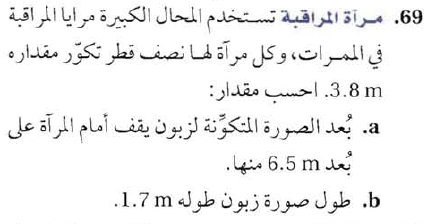 69. مرآة المراقبة تستخدم المحال الكبيرة مرايا المراقبة
في الممرات، وكل مرآة لها نصف قطر تكوّر مقداره
3.8 m. احسب مقدار:
a. بُعد الصورة المتكوِّنة لزبون يقف أمام المرآة على
بُعد 6.5 m منها.
b. طول صورة زبون طوله 1.7 m.